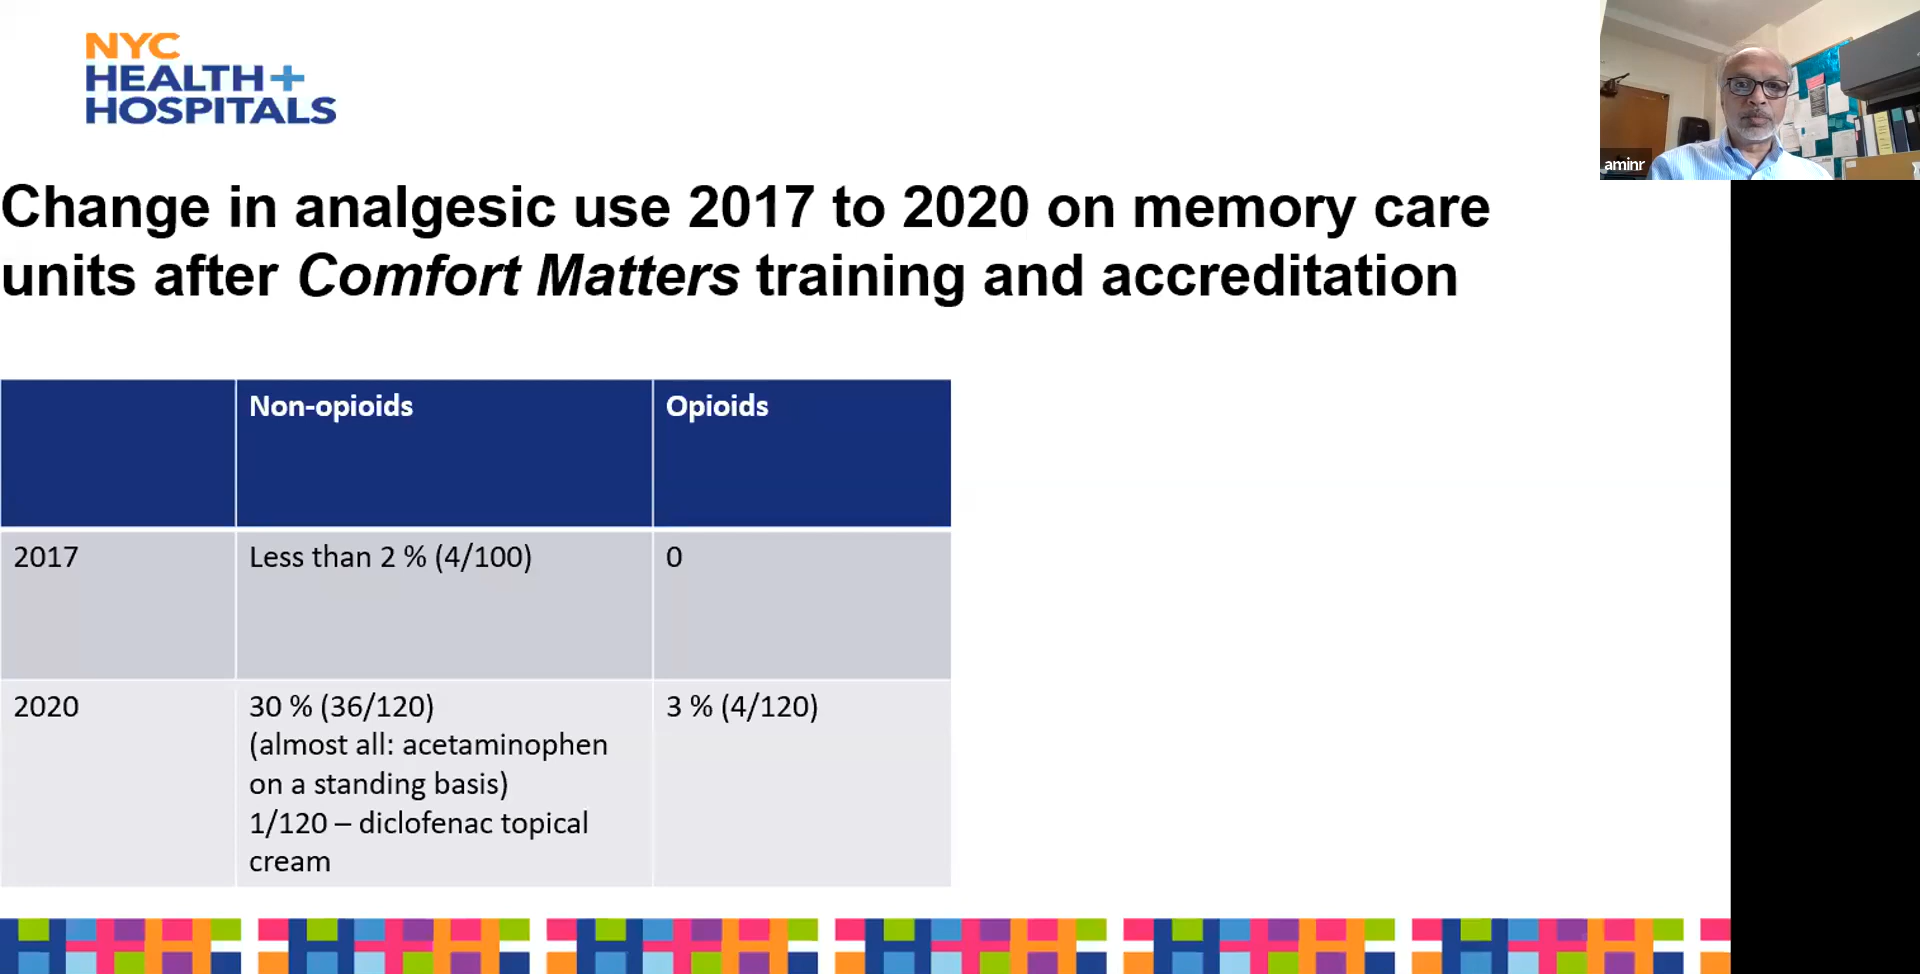 NYC
HEALTH+
HOSPITALS
aminr
Change in analgesic use 2017 to 2020 on memory care
units after Comfort Matters training and accreditation
Non-opioids
Opioids
2017
Less than 2 % (4/100)
0
2020
30 % (36/120)
(almost all: acetaminophen
on a standing basis)
1/120 – diclofenac topical
cream
3 % (4/120)